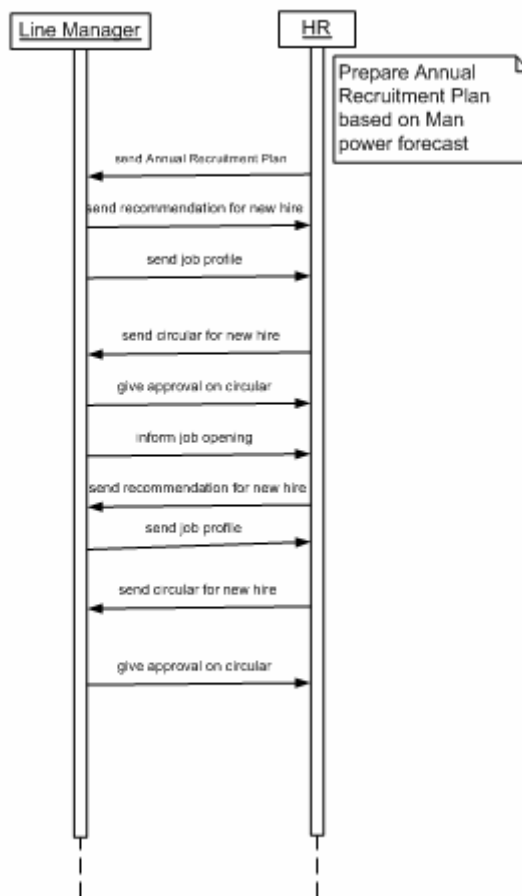 Line Manager
HR
Prepare Annual
Recruitment Plan
based on Man
power forecast
send Annual Recruitment Plan
send recommendation for new hire
send job profile
send circular for new hire
give approval on circular
inform job opening
send recommendation for new hire
send job profile
send circular for new hire
give approval on circular